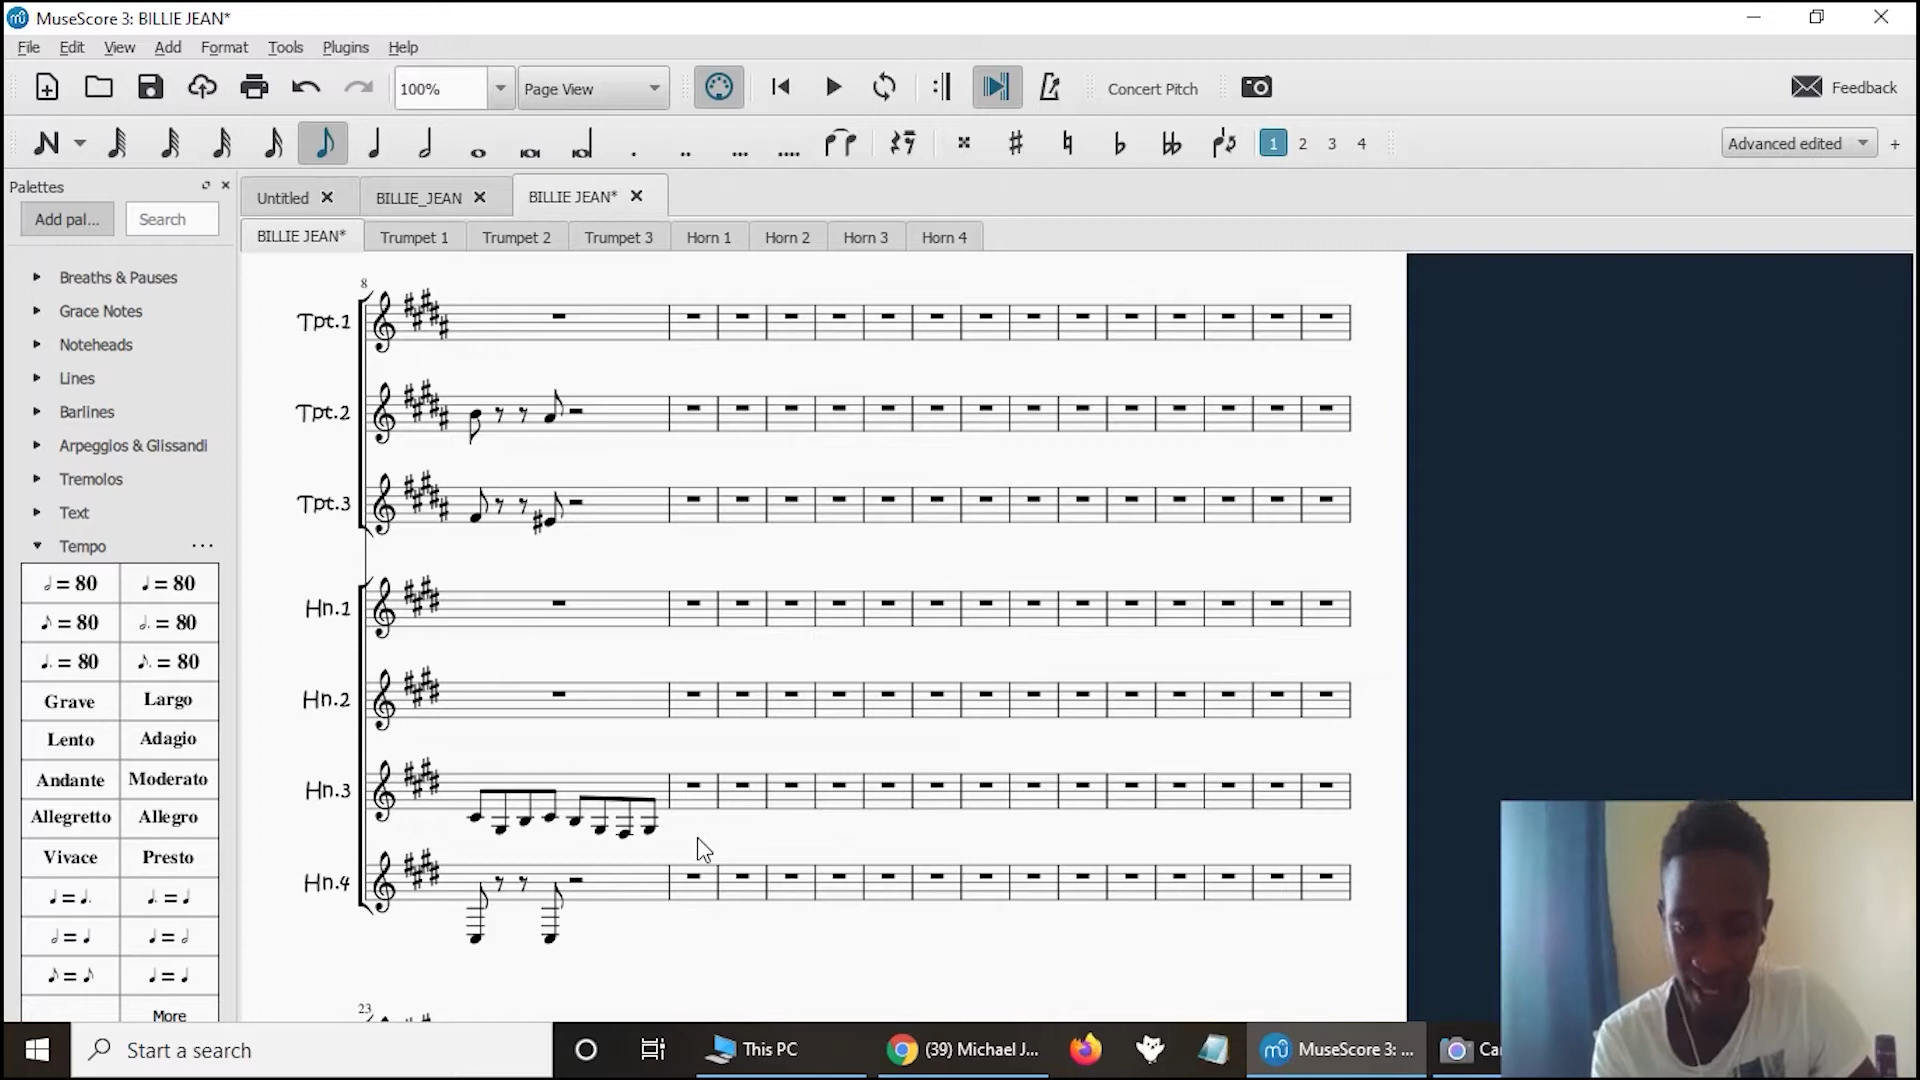 MuseScore 3: BILLIE JEAN*
File Edit View Add Format Tools Plugins Help
100% Page View Concert Pitch Feedback
1 2 3 4 Advanced edited +
Palettes
Add pal... Search
Untitled BILLIE_JEAN BILLIE JEAN*
BILLIE JEAN* Trumpet 1 Trumpet 2 Trumpet 3 Horn 1 Horn 2 Horn 3 Horn 4
Breaths & Pauses
Grace Notes
Noteheads
Lines
Barlines
Arpeggios & Glissandi
Tremolos
Text
Tempo ...
= 80 = 80
= 80 = 80
= 80 = 80
Grave Largo
Lento Adagio
Andante Moderato
Allegretto Allegro
Vivace Presto
More
8
Tpt.1
Tpt.2
Tpt.3
Hn.1
Hn.2
Hn.3
Hn.4
23
Start a search This PC (39) Michael J... MuseScore 3: ... Ca